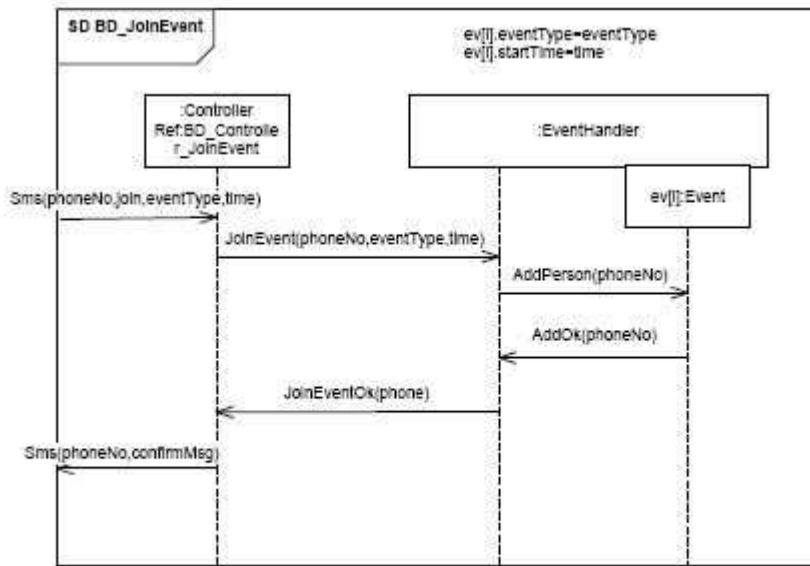 SD BD_JoinEvent
ev[i].eventType=eventType
ev[i].startTime=time
:Controller
Ref:BD_Controlle
r_JoinEvent
:EventHandler
ev[i]:Event
Sms(phoneNo,join,eventType,time)
JoinEvent(phoneNo,eventType,time)
AddPerson(phoneNo)
AddOk(phoneNo)
JoinEventOk(phone)
Sms(phoneNo,confirmMsg)